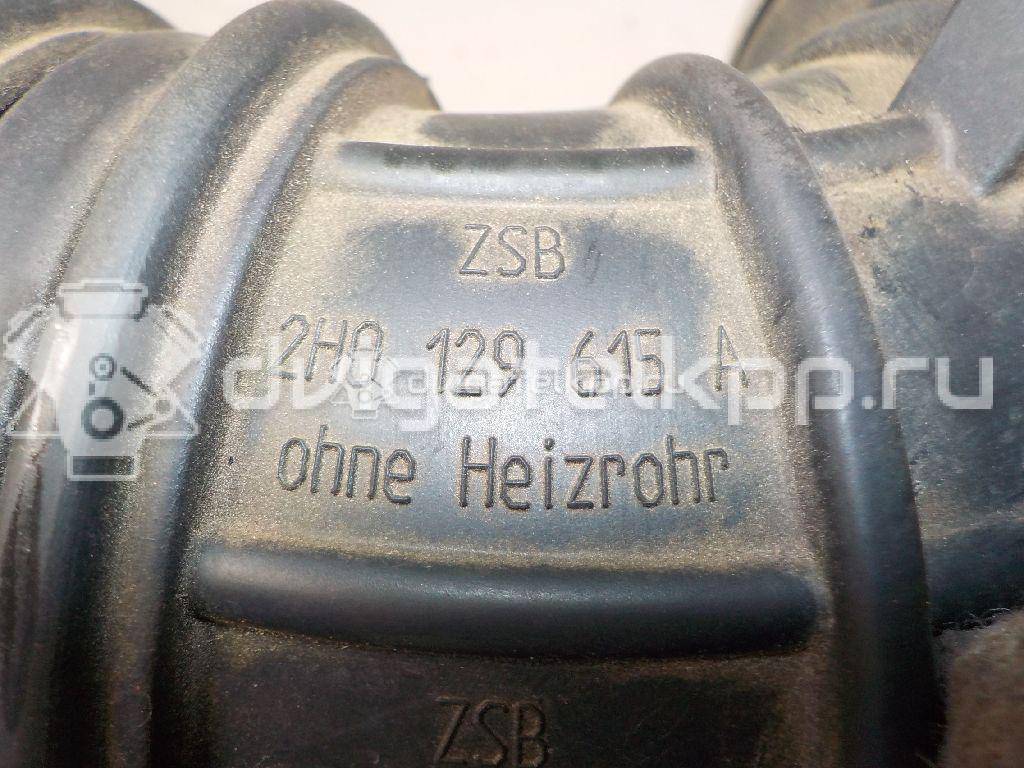 ZSB
2H0 129 615 A
ohne Heizrohr
dvigatelkpp.ru
ZSB